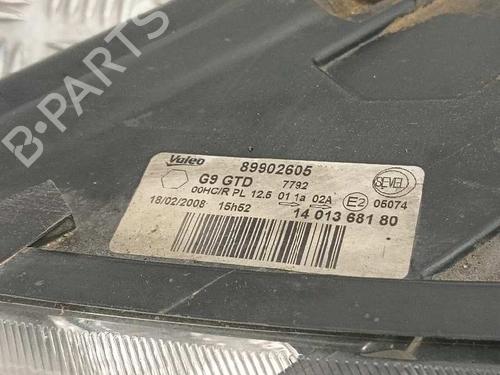 B-PARTS
Valeo 89902605
G9 GTD 7792 SEVEL
00HC/R PL 12.5 01 1a 02A E2 05074
18/02/2008 15h52 14 013 681 80